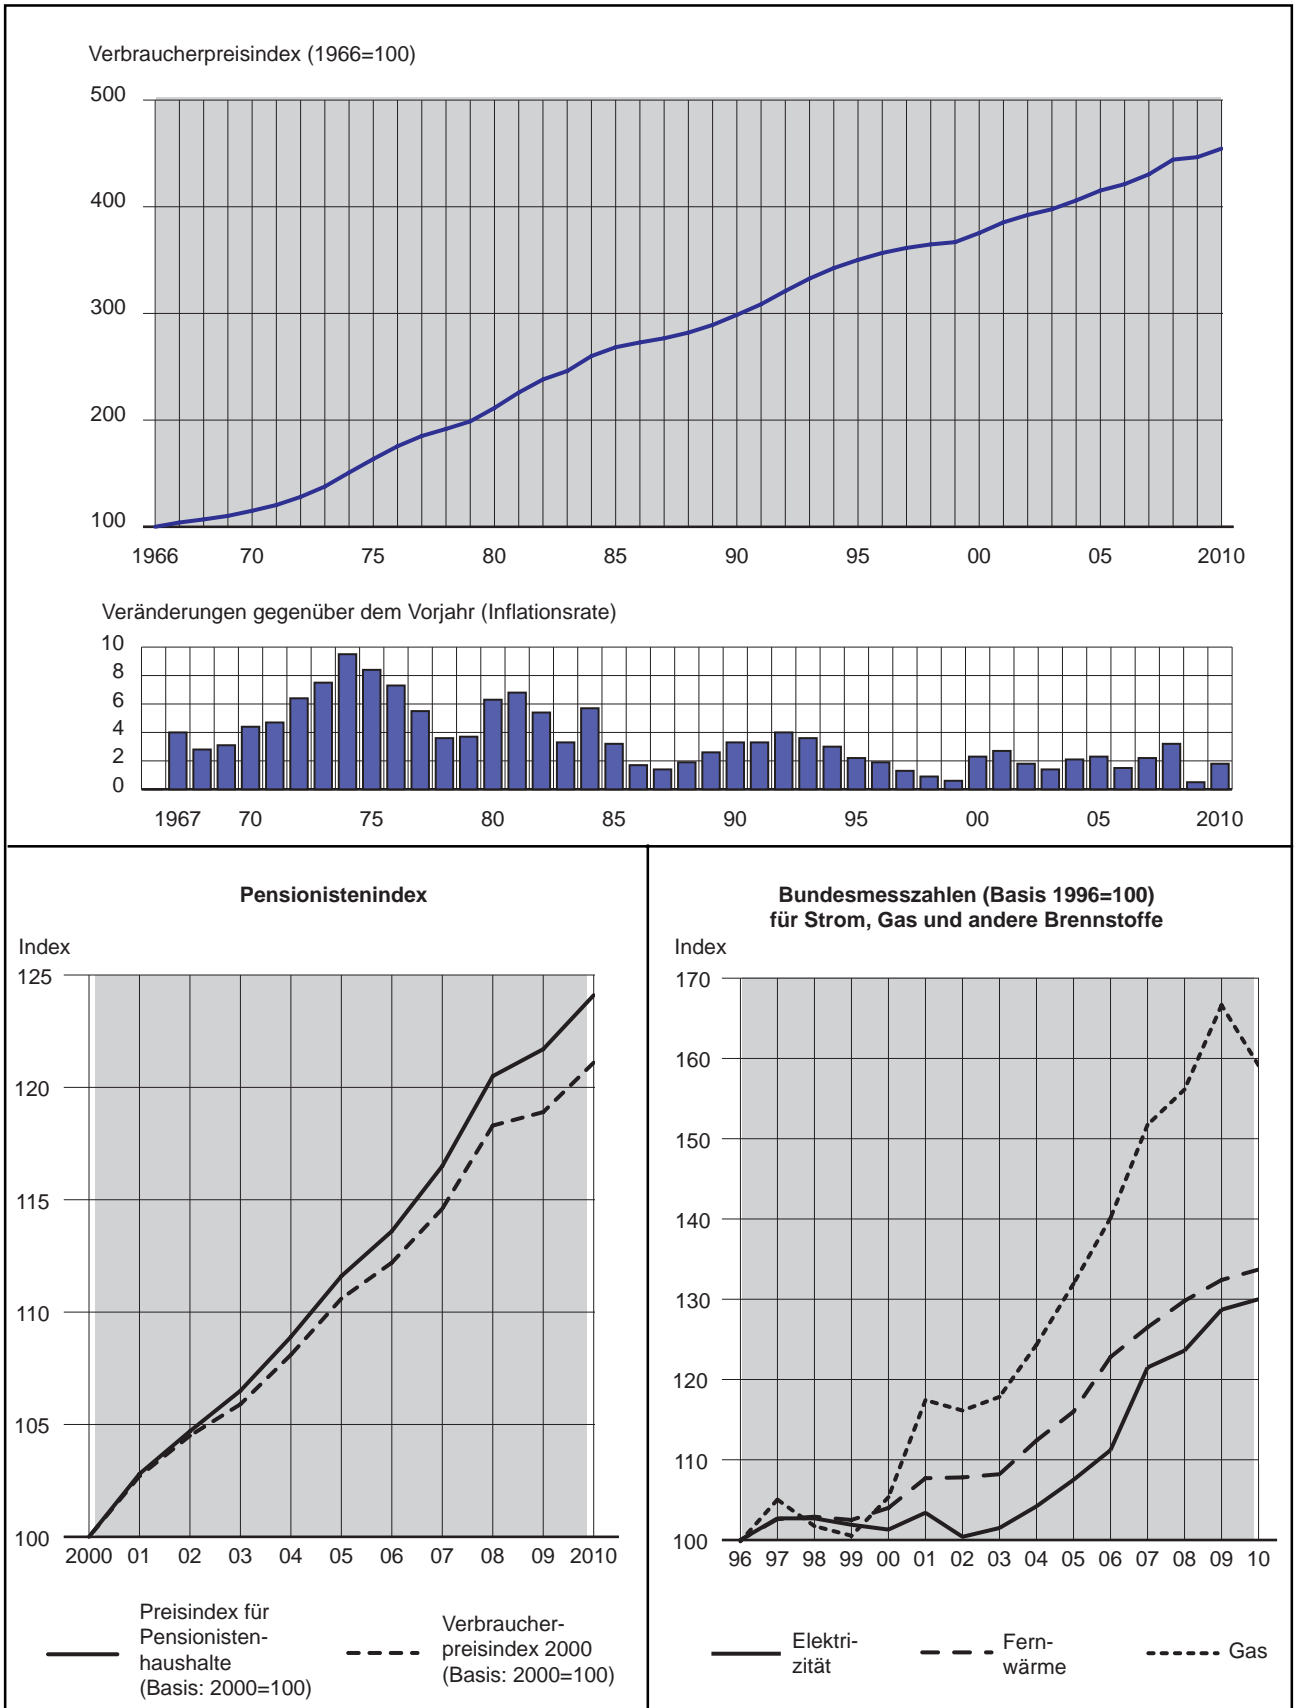 Verbraucherpreisindex (1966=100)
500
400
300
200
100
1966 70 75 80 85 90 95 00 05 2010
Veränderungen gegenüber dem Vorjahr (Inflationsrate)
10
8
6
4
2
0
1967 70 75 80 85 90 95 00 05 2010
Pensionistenindex
Index
125
120
115
110
105
100
2000 01 02 03 04 05 06 07 08 09 2010
Preisindex für
Pensionisten-
haushalte
(Basis: 2000=100)
Verbraucher-
preisindex 2000
(Basis: 2000=100)
Bundesmesszahlen (Basis 1996=100)
für Strom, Gas und andere Brennstoffe
Index
170
160
150
140
130
120
110
100
96 97 98 99 00 01 02 03 04 05 06 07 08 09 10
Elektri-
zität
Fern-
wärme
Gas